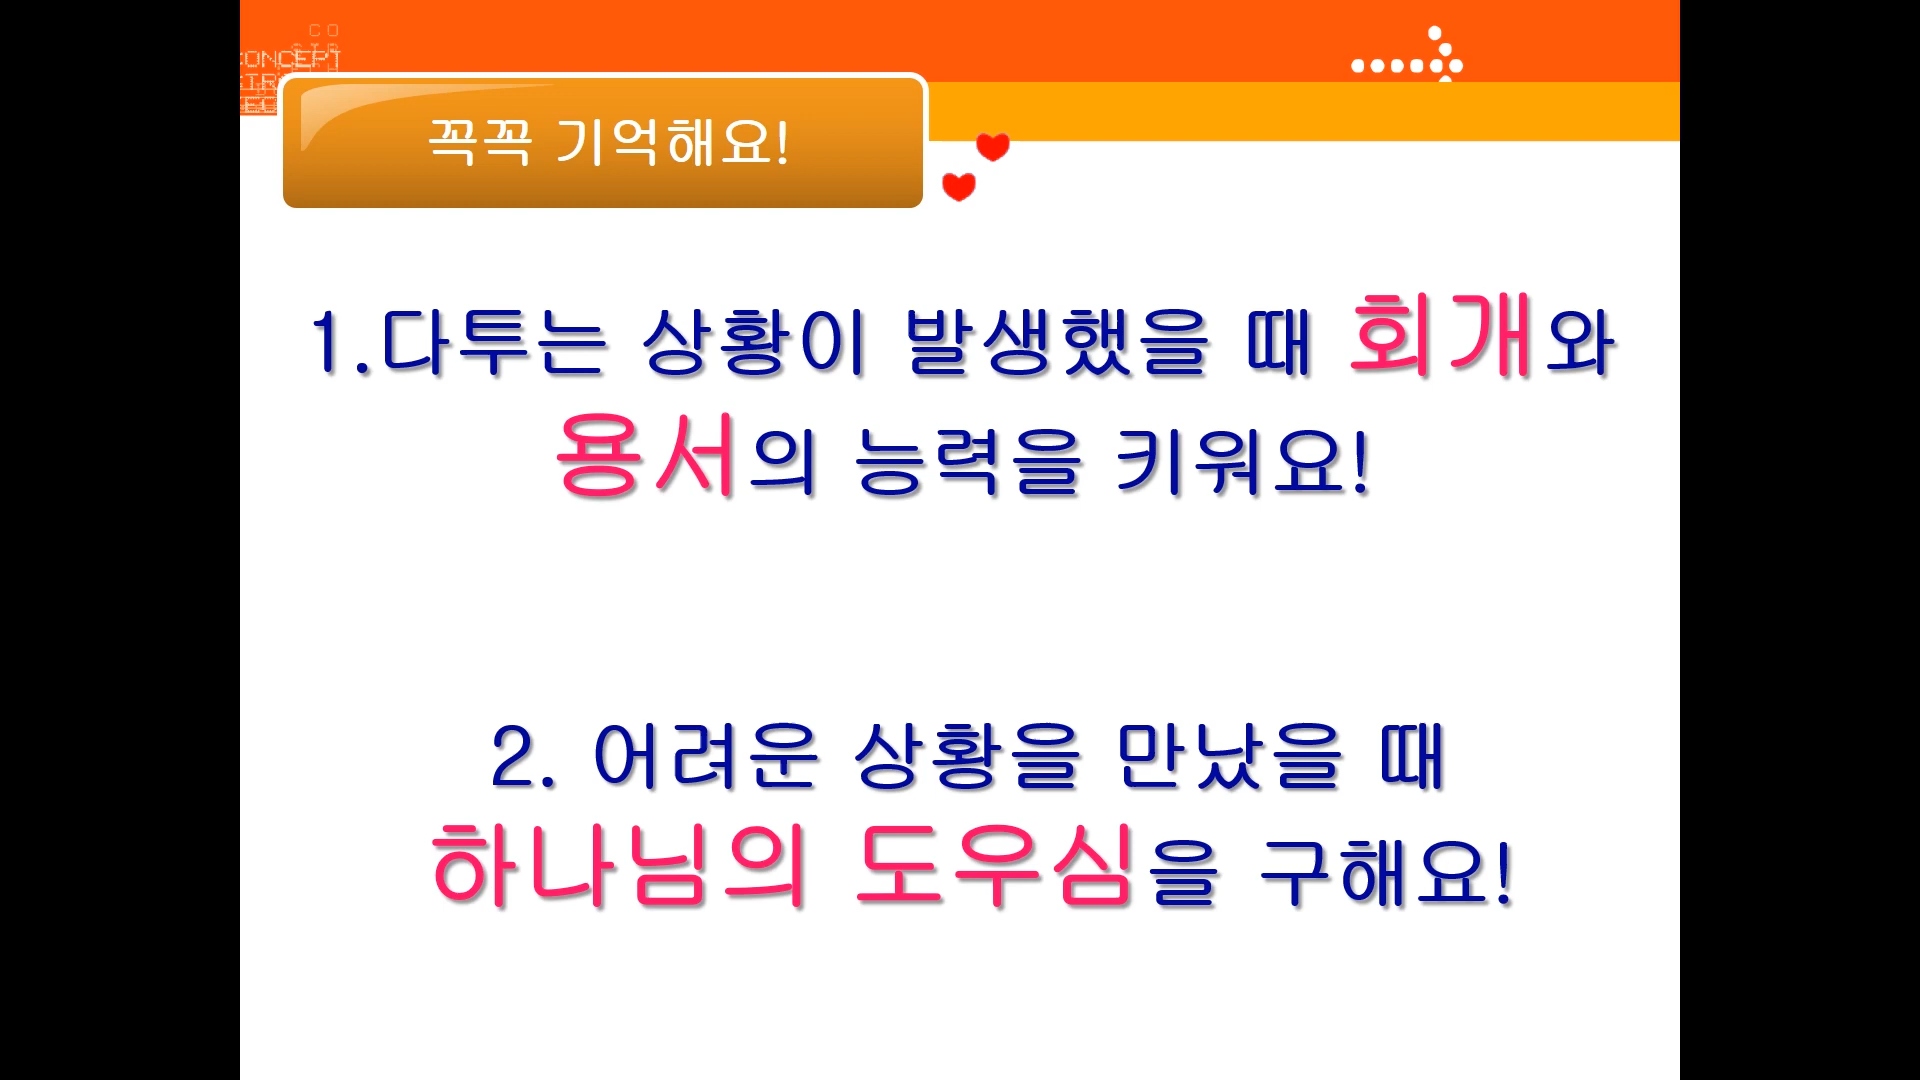 꼭꼭 기억해요!
1.다투는 상황이 발생했을 때 회개와
용서의 능력을 키워요!
2. 어려운 상황을 만났을 때
하나님의 도우심을 구해요!